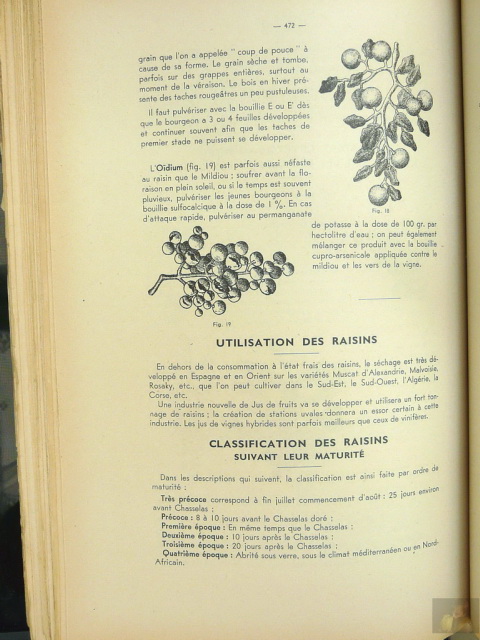 — 472 —
grain que l'on a appelée " coup de pouce " à
cause de sa forme. Le grain sèche et tombe,
parfois sur des grappes entières, surtout au
moment de la véraison. Le bois en hiver pré-
sente des taches rougeâtres un peu pustuleuses.
Il faut pulvériser avec la bouillie E ou E' dès
que le bourgeon a 3 ou 4 feuilles développées
et continuer souvent afin que les taches de
premier stade ne puissent se développer.
Fig. 18
L'Oïdium (fig. 19) est parfois aussi néfaste
au raisin que le Mildiou ; soufrer avant la flo-
raison en plein soleil, ou si le temps est souvent
pluvieux, pulvériser les jeunes bourgeons à la
bouillie sulfocalcique à la dose de 1 %. En cas
d'attaque rapide, pulvériser au permanganate
de potasse à la dose de 100 gr. par
hectolitre d'eau ; on peut également
mélanger ce produit avec la bouillie
cupro-arsenicale appliquée contre le
mildiou et les vers de la vigne.
Fig. 19
UTILISATION DES RAISINS
En dehors de la consommation à l'état frais des raisins, le séchage est très dé-
veloppé en Espagne et en Orient sur les variétés Muscat d'Alexandrie, Malvoisie,
Rosaky, etc., que l'on peut cultiver dans le Sud-Est, le Sud-Ouest, l'Algérie, la
Corse, etc.
Une industrie nouvelle de Jus de fruits va se développer et utilisera un fort ton-
nage de raisins ; la création de stations uvales donnera un essor certain à cette
industrie. Les jus de vignes hybrides sont parfois meilleurs que ceux de vinifères.
CLASSIFICATION DES RAISINS
SUIVANT LEUR MATURITÉ
Dans les descriptions qui suivent, la classification est ainsi faite par ordre de
maturité :
Très précoce correspond à fin juillet commencement d'août : 25 jours environ
avant Chasselas ;
Précoce : 8 à 10 jours avant le Chasselas doré ;
Première époque : En même temps que le Chasselas ;
Deuxième époque : 10 jours après le Chasselas ;
Troisième époque : 20 jours après le Chasselas ;
Quatrième époque : Abrité sous verre, sous le climat méditerranéen ou en Nord-
Africain.